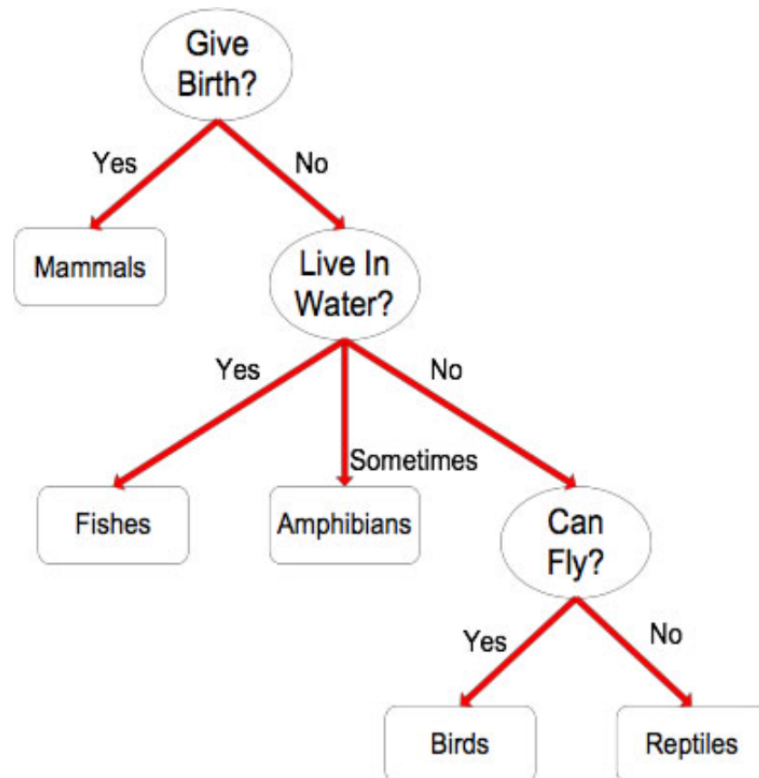 Give
Birth?
Yes
No
Mammals
Live In
Water?
Yes
No
Sometimes
Fishes
Amphibians
Can
Fly?
Yes
No
Birds
Reptiles